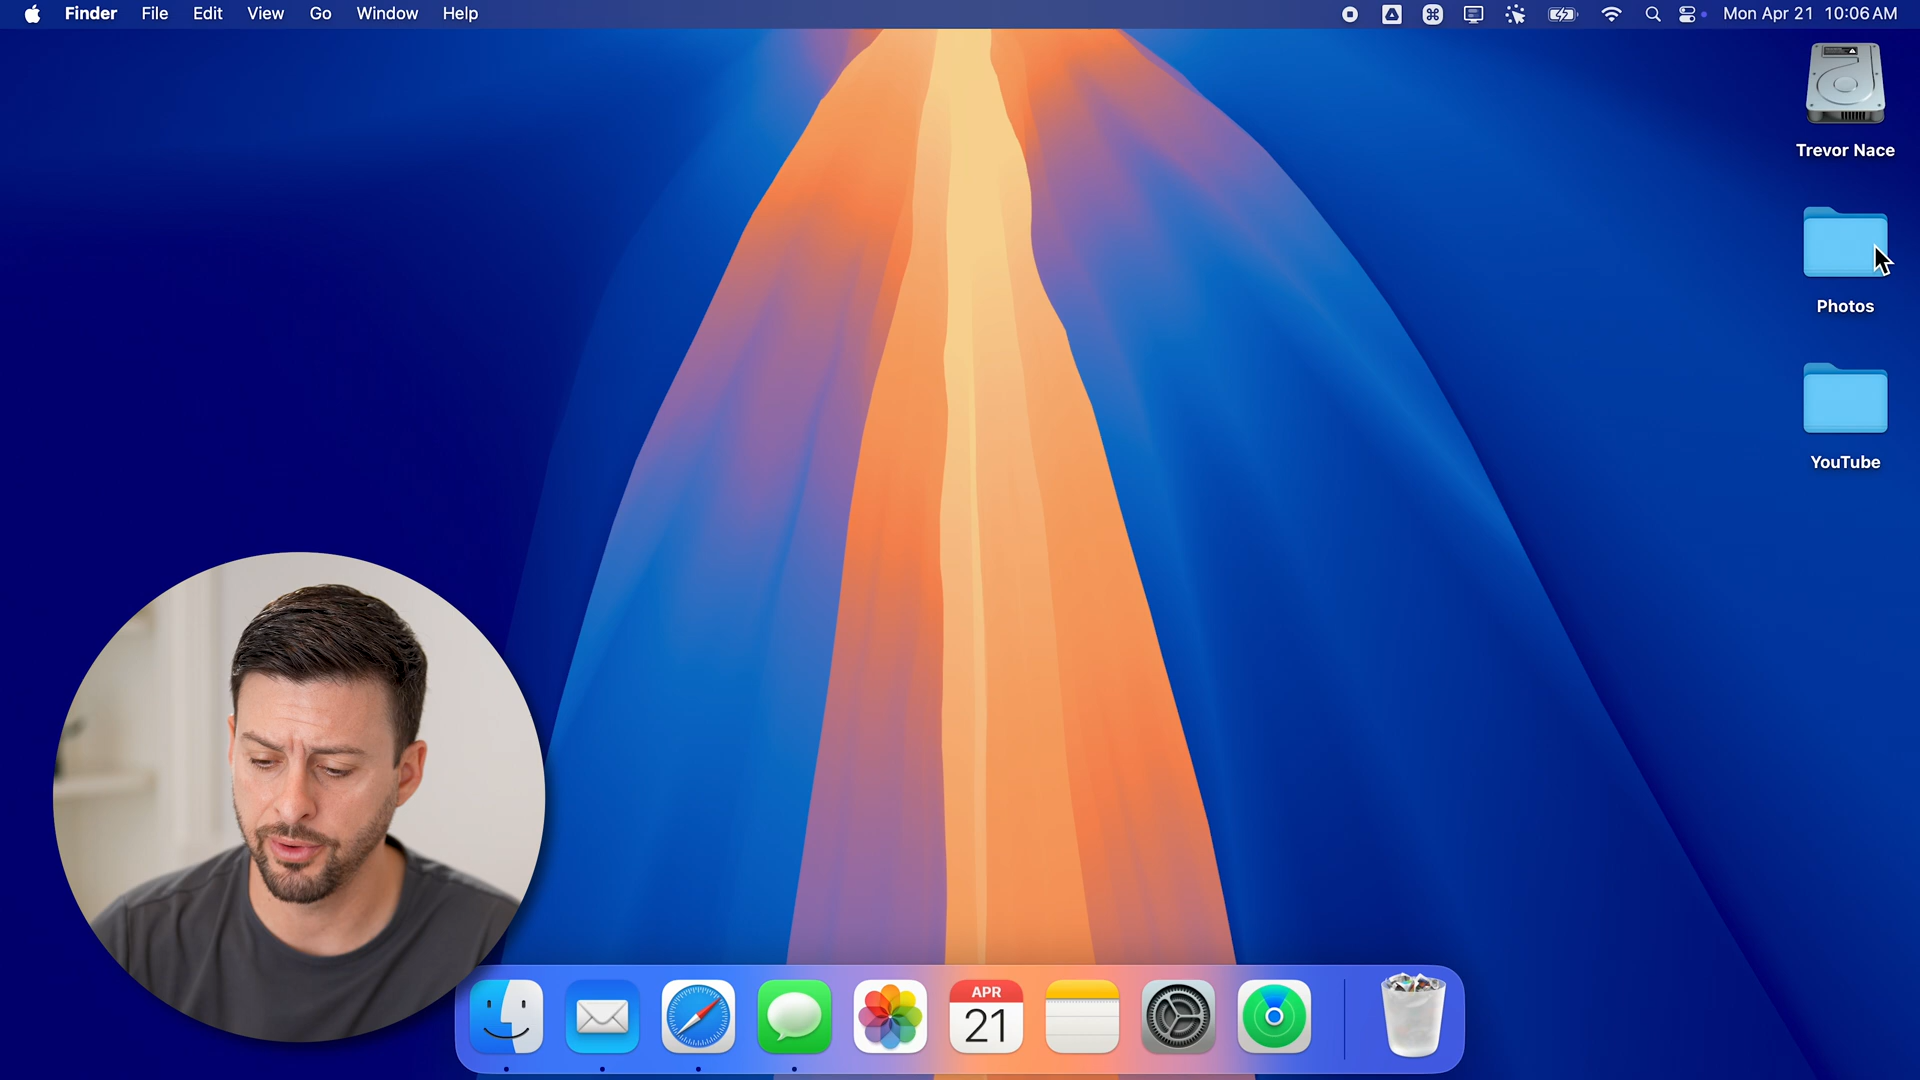 Finder File Edit View Go Window Help Mon Apr 21 10:06 AM
Trevor Nace
Photos
YouTube
APR
21